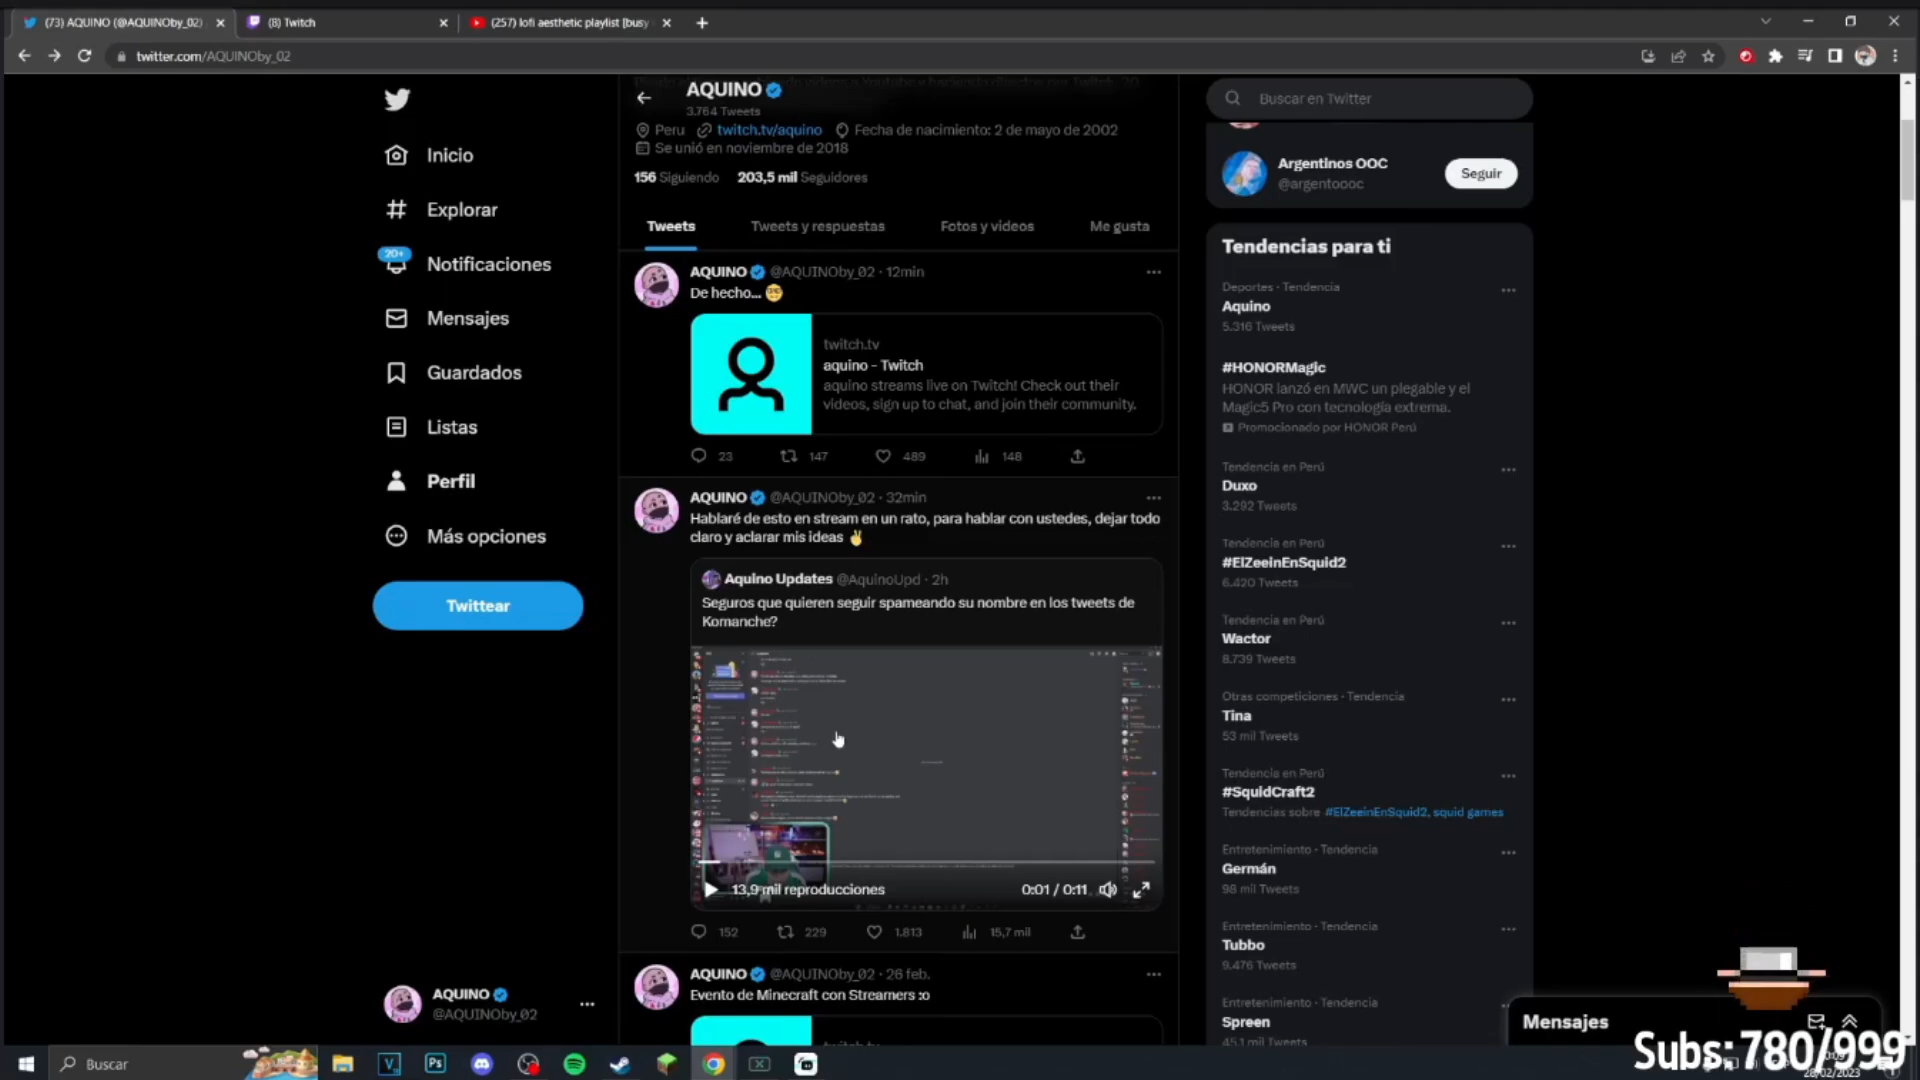 (73) AQUINO (@AQUINOby_02)
(8) Twitch
(257) lofi aesthetic playlist [busy
twitter.com/AQUINOby_02
Inicio
Explorar
20+
Notificaciones
Mensajes
Guardados
Listas
Perfil
Más opciones
Twittear
AQUINO
@AQUINOby_02
AQUINO
3.764 Tweets
Peru twitch.tv/aquino Fecha de nacimiento: 2 de mayo de 2002
Se unió en noviembre de 2018
156 Siguiendo 203,5 mil Seguidores
Tweets Tweets y respuestas Fotos y videos Me gusta
AQUINO @AQUINOby_02 · 12min
De hecho...
twitch.tv
aquino - Twitch
aquino streams live on Twitch! Check out their
videos, sign up to chat, and join their community.
23 147 489 148
AQUINO @AQUINOby_02 · 32min
Hablaré de esto en stream en un rato, para hablar con ustedes, dejar todo
claro y aclarar mis ideas
Aquino Updates @AquinoUpd · 2h
Seguros que quieren seguir spameando su nombre en los tweets de
Komanche?
13,9 mil reproducciones 0:01 / 0:11
152 229 1.813 15,7 mil
AQUINO @AQUINOby_02 · 26 feb.
Evento de Minecraft con Streamers :o
twitch.tv
Buscar en Twitter
Argentinos OOC
@argentoooc
Seguir
Tendencias para ti
Deportes · Tendencia
Aquino
5.316 Tweets
#HONORMagic
HONOR lanzó en MWC un plegable y el
Magic5 Pro con tecnología extrema.
Promocionado por HONOR Perú
Tendencia en Perú
Duxo
3.292 Tweets
Tendencia en Perú
#ElZeeinEnSquid2
6.420 Tweets
Tendencia en Perú
Wactor
8.739 Tweets
Otras competiciones · Tendencia
Tina
53 mil Tweets
Tendencia en Perú
#SquidCraft2
Tendencias sobre #ElZeeinEnSquid2, squid games
Entretenimiento · Tendencia
Germán
98 mil Tweets
Entretenimiento · Tendencia
Tubbo
9.476 Tweets
Entretenimiento · Tendencia
Spreen
45,1 mil Tweets
Mensajes
Subs: 780/999
Buscar
V
Ps
28/02/2023